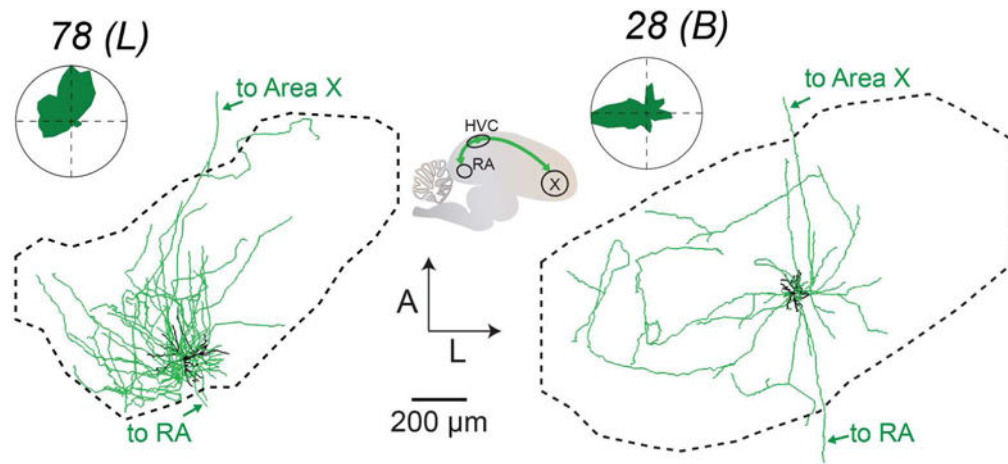 78 (L)
28 (B)
to Area X
HVC
RA
X
to Area X
A
L
200 µm
to RA
to RA